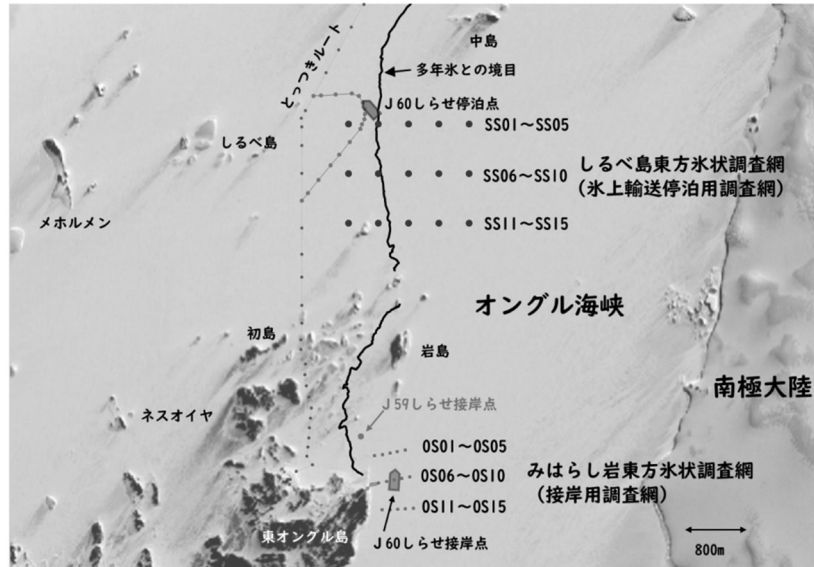 中島
とっつきルート
多年氷との境目
J60しらせ停泊点
しるべ島
SS01〜SS05
しるべ島東方氷状調査網
SS06〜SS10
(氷上輸送停泊用調査網)
メホルメン
SS11〜SS15
オングル海峡
初島
岩島
南極大陸
J59しらせ接岸点
ネスオイヤ
OS01〜OS05
みはらし岩東方氷状調査網
OS06〜OS10
(接岸用調査網)
OS11〜OS15
東オングル島
J60しらせ接岸点
800m